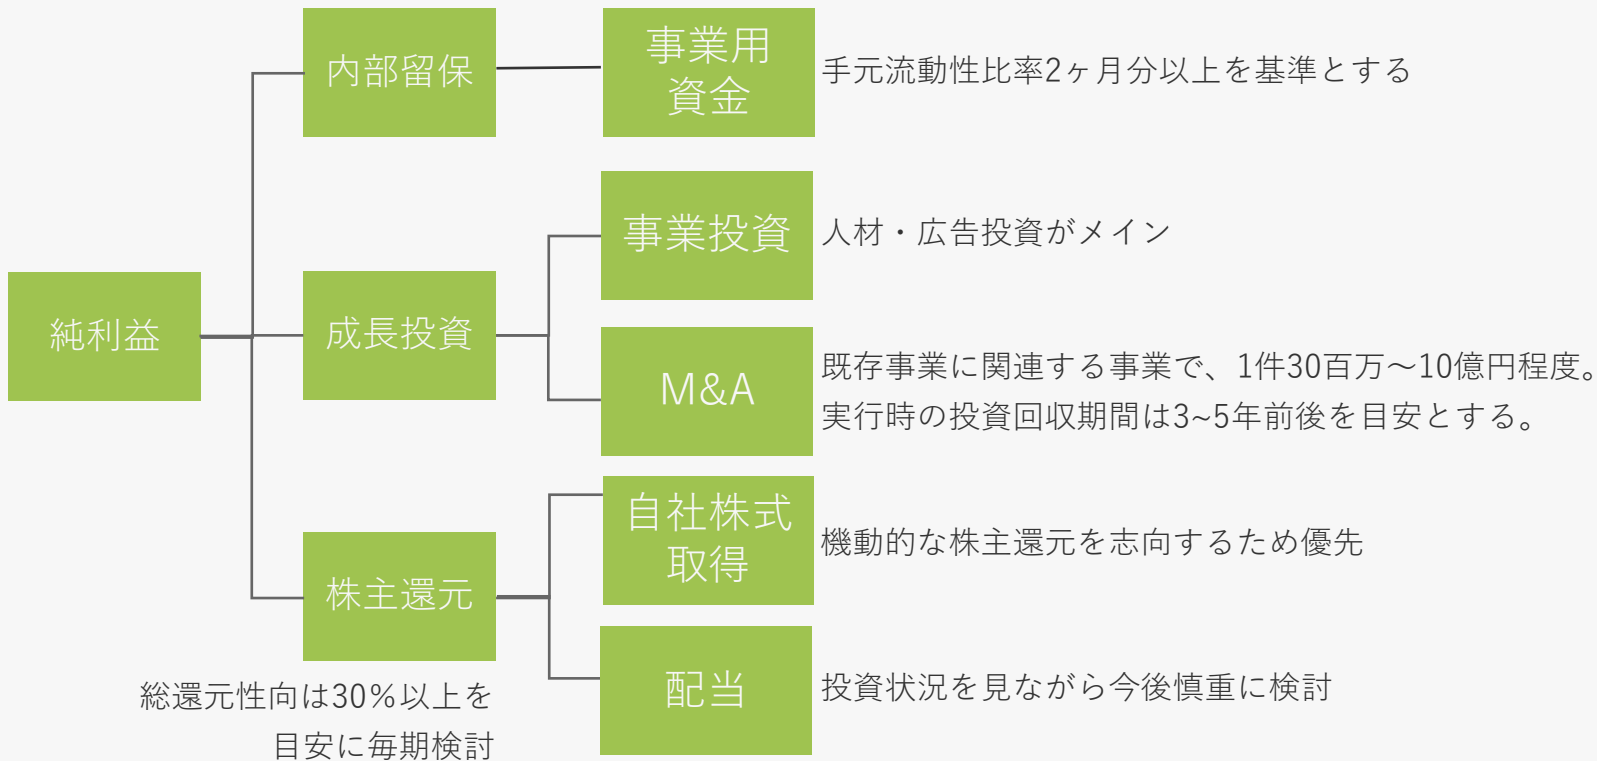 純利益
内部留保
事業用
資金
手元流動性比率2ヶ月分以上を基準とする
成長投資
事業投資
人材・広告投資がメイン
M&A
既存事業に関連する事業で、1件30百万〜10億円程度。
実行時の投資回収期間は3~5年前後を目安とする。
株主還元
総還元性向は30%以上を
目安に毎期検討
自社株式
取得
機動的な株主還元を志向するため優先
配当
投資状況を見ながら今後慎重に検討